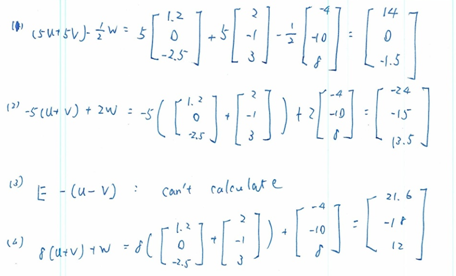 (1) (5U+5V)-½W = 5[1.2 0 -2.5] + 5[2 -1 3] - ½[-4 -10 8] = [14 0 -1.5]
(2) -5(U+V)+2W = -5([1.2 0 -2.5] + [2 -1 3]) + 2[-4 -10 8] = [-24 -15 13.5]
(3) E -(U-V) : can't calculate
(4) 8(U+V)+W = 8([1.2 0 -2.5] + [2 -1 3]) + [-4 -10 8] = [21.6 -18 12]